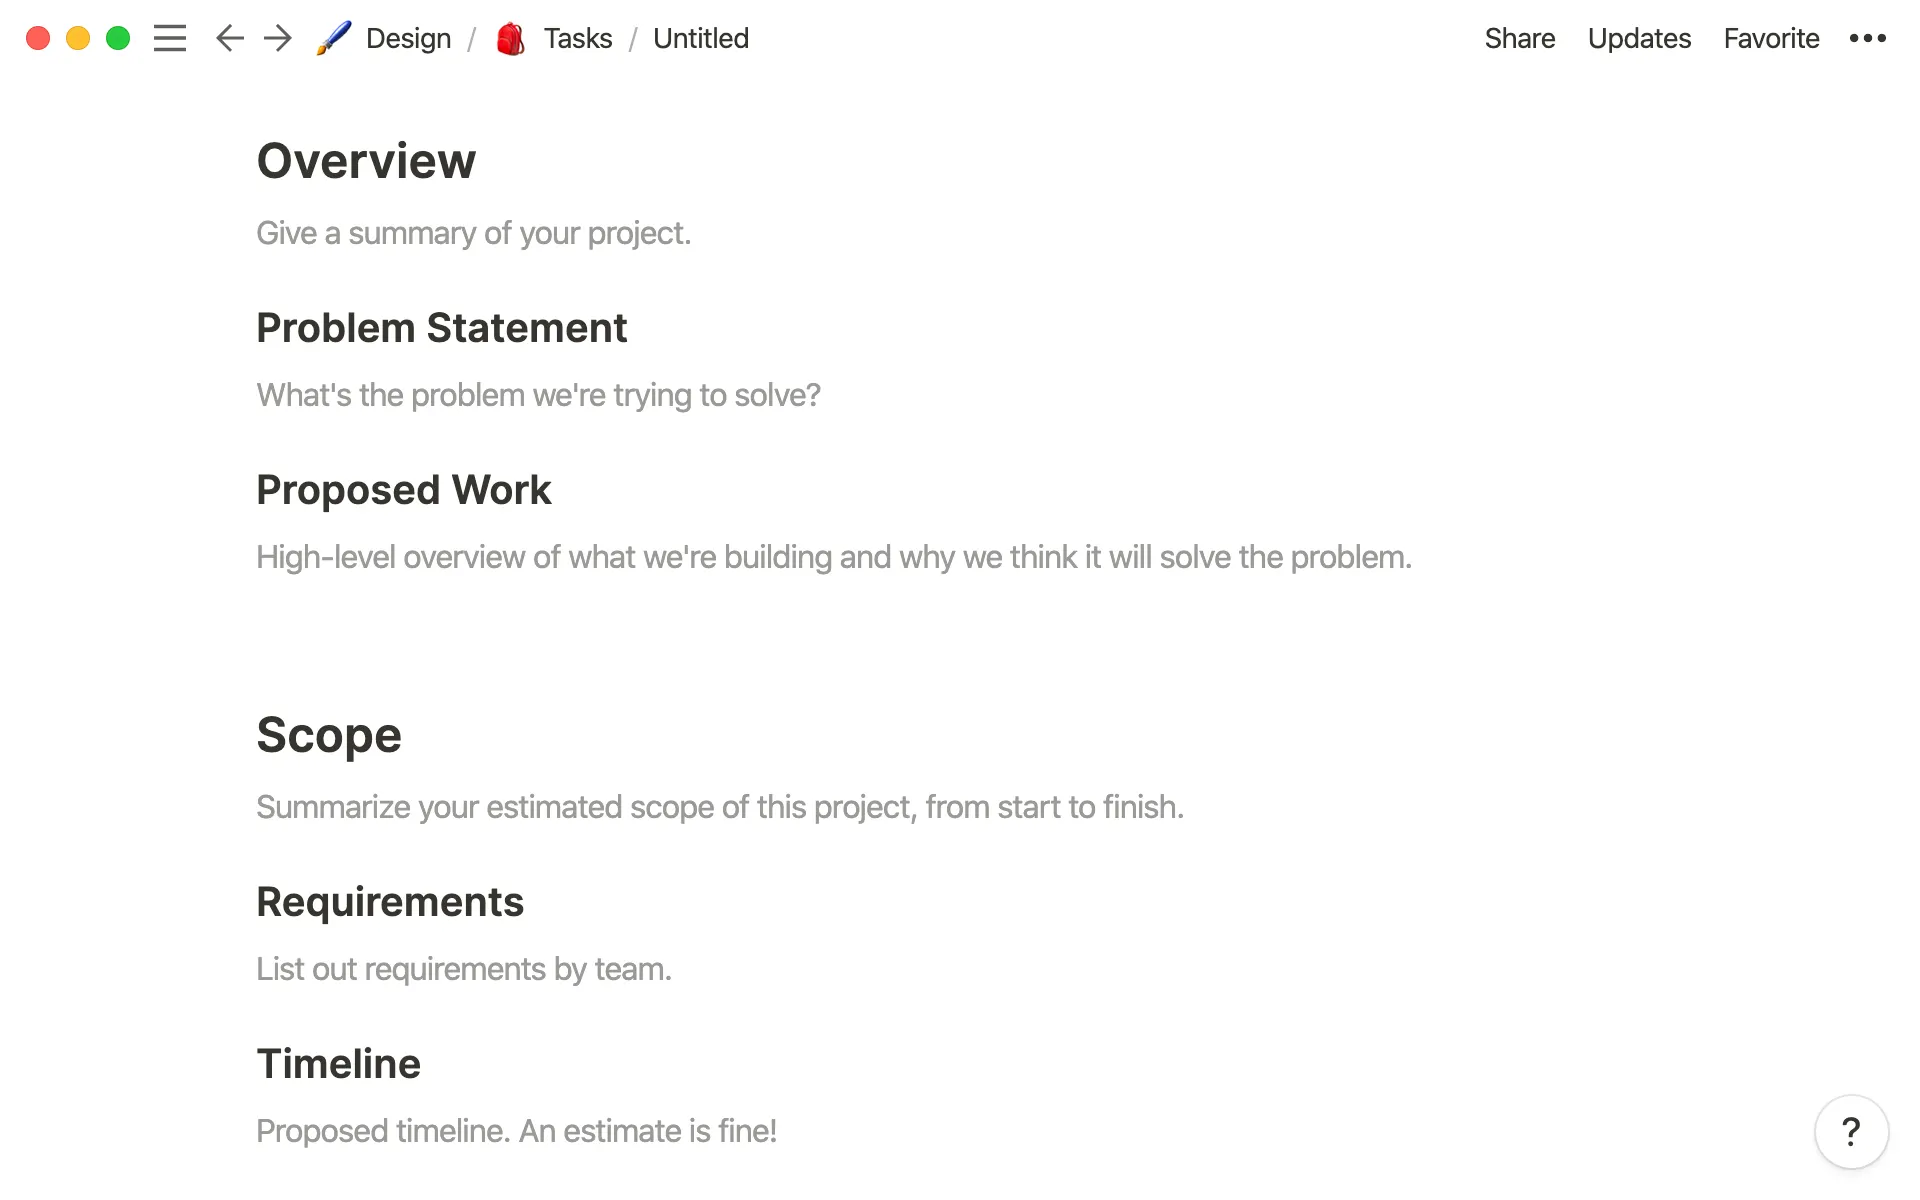 Design / Tasks / Untitled
Share Updates Favorite •••
Overview
Give a summary of your project.
Problem Statement
What's the problem we're trying to solve?
Proposed Work
High-level overview of what we're building and why we think it will solve the problem.
Scope
Summarize your estimated scope of this project, from start to finish.
Requirements
List out requirements by team.
Timeline
Proposed timeline. An estimate is fine!
?